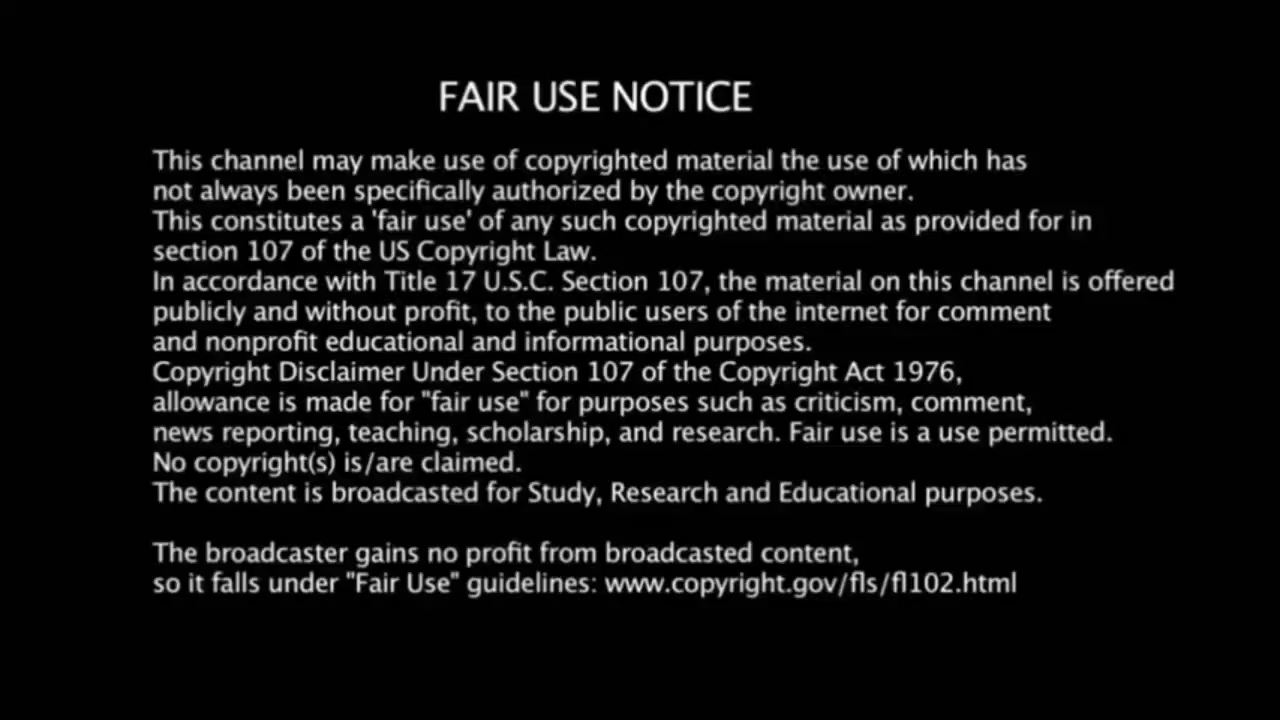 FAIR USE NOTICE
This channel may make use of copyrighted material the use of which has
not always been specifically authorized by the copyright owner.
This constitutes a 'fair use' of any such copyrighted material as provided for in
section 107 of the US Copyright Law.
In accordance with Title 17 U.S.C. Section 107, the material on this channel is offered
publicly and without profit, to the public users of the internet for comment
and nonprofit educational and informational purposes.
Copyright Disclaimer Under Section 107 of the Copyright Act 1976,
allowance is made for "fair use" for purposes such as criticism, comment,
news reporting, teaching, scholarship, and research. Fair use is a use permitted.
No copyright(s) is/are claimed.
The content is broadcasted for Study, Research and Educational purposes.
The broadcaster gains no profit from broadcasted content,
so it falls under "Fair Use" guidelines: www.copyright.gov/fls/fl102.html